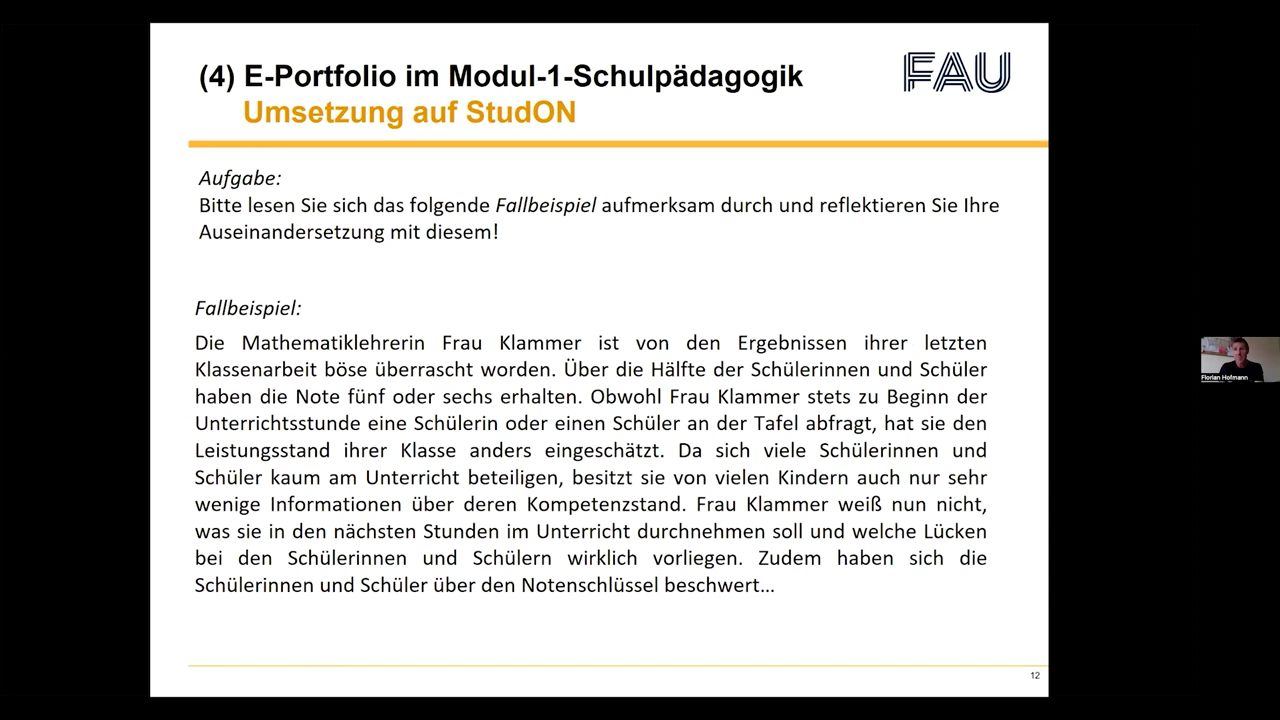 (4) E-Portfolio im Modul-1-Schulpädagogik
Umsetzung auf StudON
FAU
Aufgabe:
Bitte lesen Sie sich das folgende Fallbeispiel aufmerksam durch und reflektieren Sie Ihre
Auseinandersetzung mit diesem!
Fallbeispiel:
Die Mathematiklehrerin Frau Klammer ist von den Ergebnissen ihrer letzten
Klassenarbeit böse überrascht worden. Über die Hälfte der Schülerinnen und Schüler
haben die Note fünf oder sechs erhalten. Obwohl Frau Klammer stets zu Beginn der
Unterrichtsstunde eine Schülerin oder einen Schüler an der Tafel abfragt, hat sie den
Leistungsstand ihrer Klasse anders eingeschätzt. Da sich viele Schülerinnen und
Schüler kaum am Unterricht beteiligen, besitzt sie von vielen Kindern auch nur sehr
wenige Informationen über deren Kompetenzstand. Frau Klammer weiß nun nicht,
was sie in den nächsten Stunden im Unterricht durchnehmen soll und welche Lücken
bei den Schülerinnen und Schülern wirklich vorliegen. Zudem haben sich die
Schülerinnen und Schüler über den Notenschlüssel beschwert…
12
Florian Hofmann